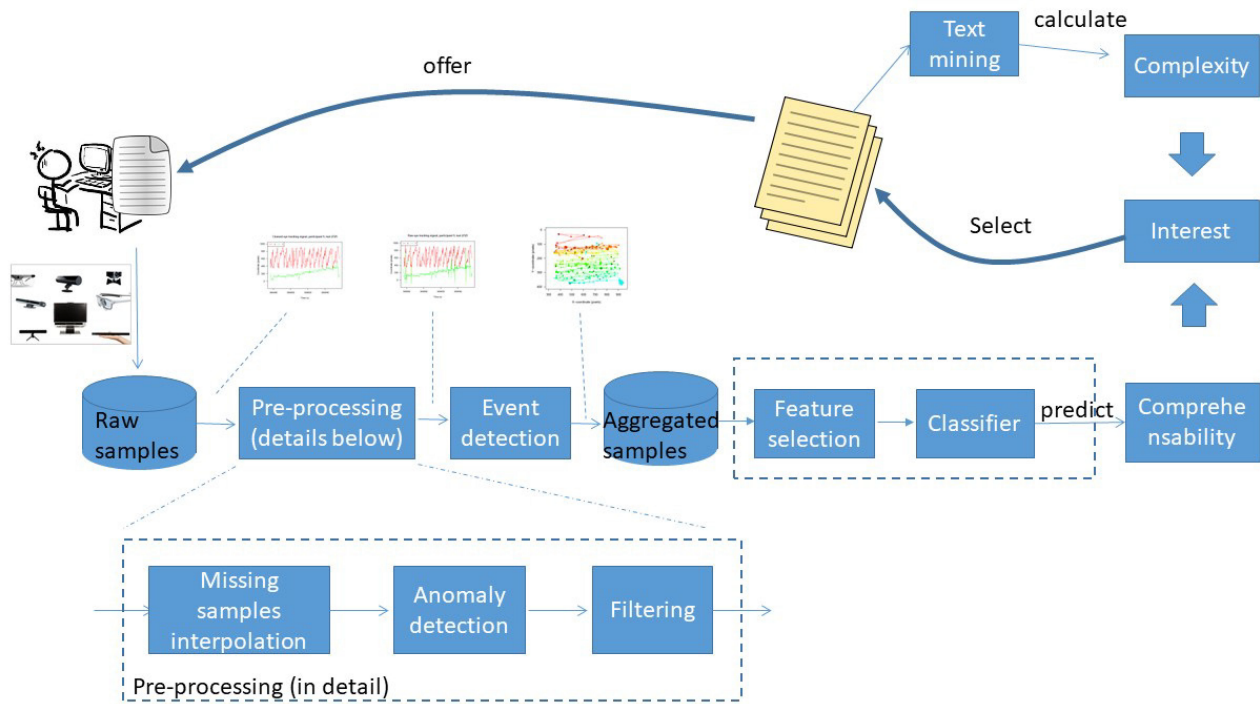 Text
mining
calculate
Complexity
offer
Select
Interest
Raw
samples
Pre-processing
(details below)
Event
detection
Aggregated
samples
Feature
selection
Classifier
predict
Comprehe
nsability
Missing
samples
interpolation
Anomaly
detection
Filtering
Pre-processing (in detail)